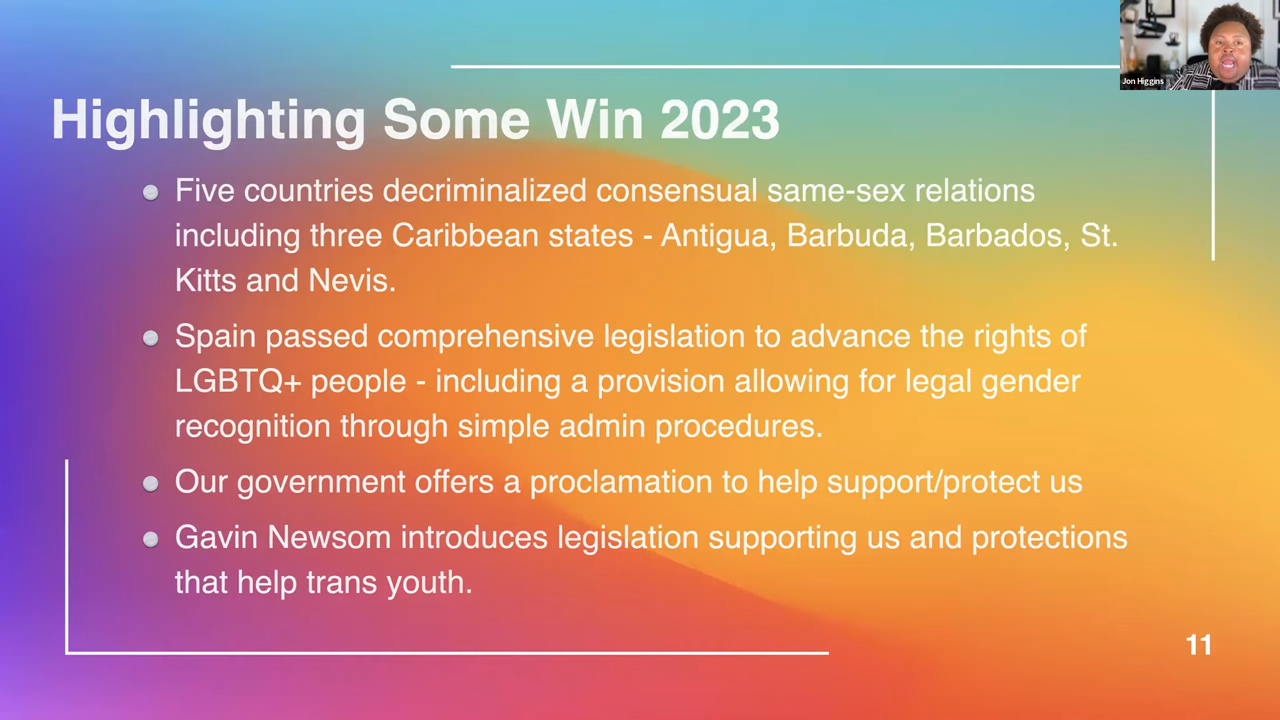 Jon Higgins
Highlighting Some Win 2023
Five countries decriminalized consensual same-sex relations
including three Caribbean states - Antigua, Barbuda, Barbados, St.
Kitts and Nevis.
Spain passed comprehensive legislation to advance the rights of
LGBTQ+ people - including a provision allowing for legal gender
recognition through simple admin procedures.
Our government offers a proclamation to help support/protect us
Gavin Newsom introduces legislation supporting us and protections
that help trans youth.
11